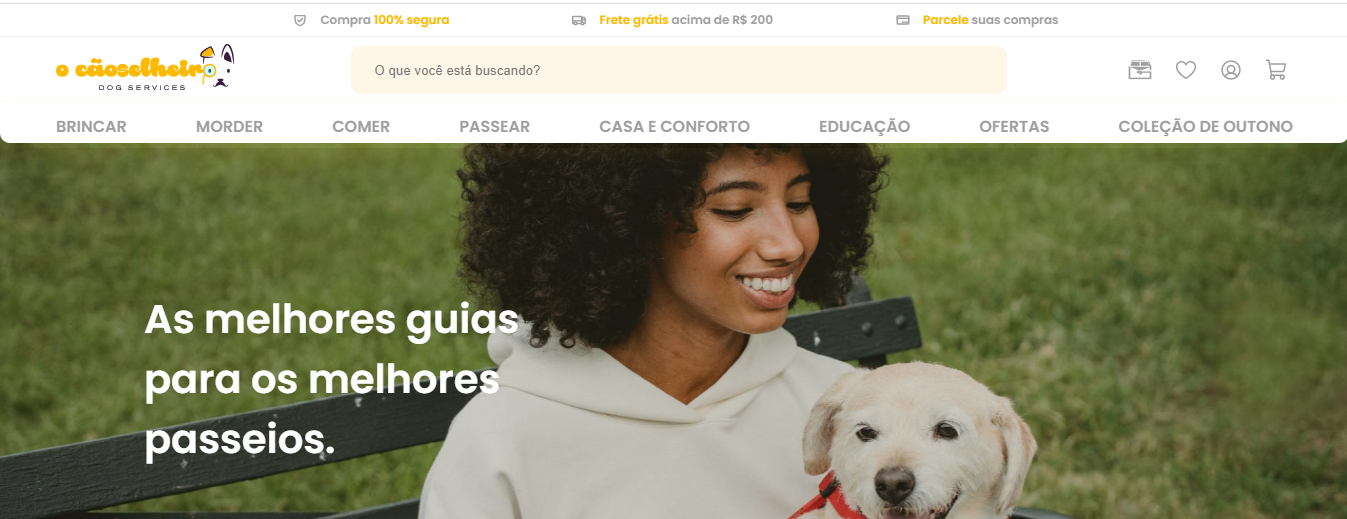 Compra 100% segura
Frete grátis acima de R$ 200
Parcele suas compras
o cãoselheiro
DOG SERVICES
O que você está buscando?
BRINCAR
MORDER
COMER
PASSEAR
CASA E CONFORTO
EDUCAÇÃO
OFERTAS
COLEÇÃO DE OUTONO
As melhores guias
para os melhores
passeios.